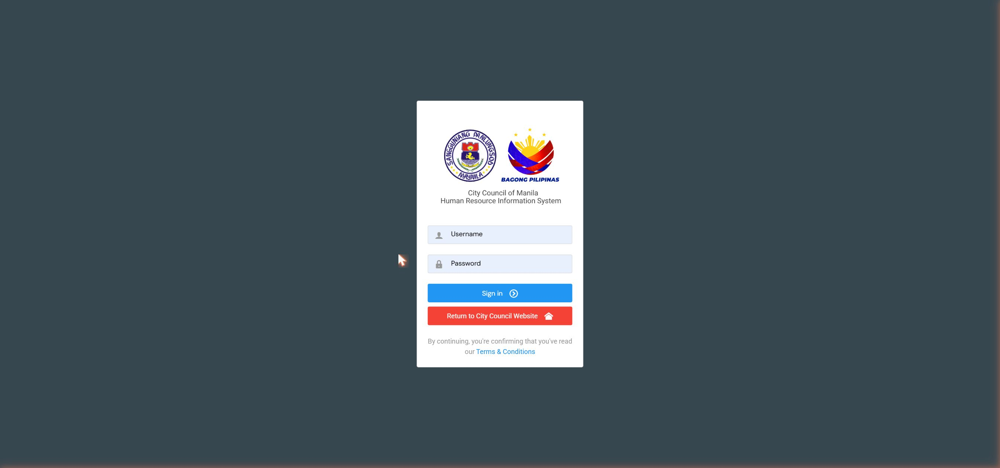 SANGGUNIANG PANLUNGSOD
MAYNILA
BAGONG PILIPINAS
City Council of Manila
Human Resource Information System
Username
Password
Sign in
Return to City Council Website
By continuing, you're confirming that you've read
our Terms & Conditions